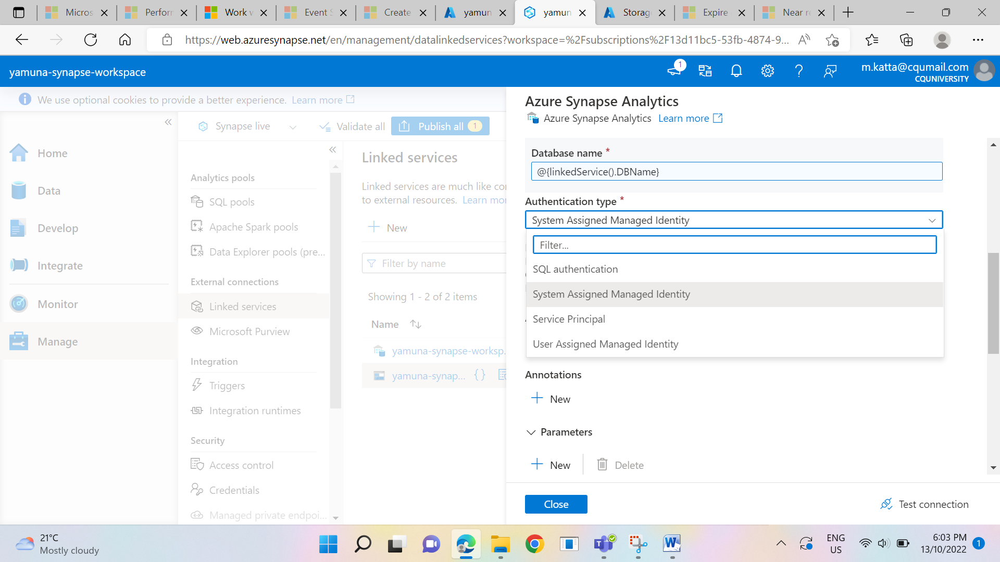 Micros
Perforn
Work w
Event S
Create
yamun
yamun
Storag
Expire
Near re
https://web.azuresynapse.net/en/management/datalinkedservices?workspace=%2Fsubscriptions%2F13d11bc5-53fb-4874-9...
yamuna-synapse-workspace
1
m.katta@cqumail.com
CQUNIVERSITY
We use optional cookies to provide a better experience. Learn more
Home
Data
Develop
Integrate
Monitor
Manage
Synapse live
Validate all
Publish all 1
Analytics pools
SQL pools
Apache Spark pools
Data Explorer pools (pre...
External connections
Linked services
Microsoft Purview
Integration
Triggers
Integration runtimes
Security
Access control
Credentials
Managed private endpoi...
Linked services
Linked services are much like co
to external resources. Learn mor
New
Filter by name
Showing 1 - 2 of 2 items
Name
yamuna-synapse-worksp.
yamuna-synap... {}
Azure Synapse Analytics
Azure Synapse Analytics Learn more
Database name *
@{linkedService().DBName}
Authentication type *
System Assigned Managed Identity
Filter...
SQL authentication
System Assigned Managed Identity
Service Principal
User Assigned Managed Identity
Annotations
New
Parameters
New
Delete
Close
Test connection
21°C
Mostly cloudy
ENG
US
6:03 PM
13/10/2022
1